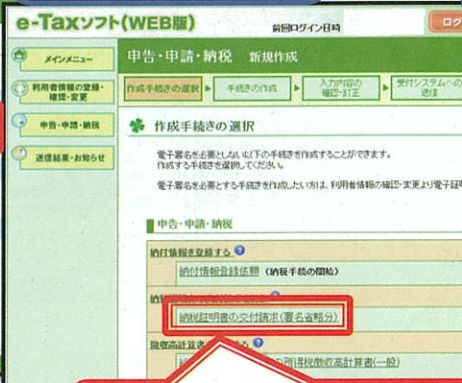 e-Taxソフト(WEB版)
前回ログイン日時
ログ
メインメニュー
利用者情報の登録・
確認・変更
申告・申請・納税
送信結果・お知らせ
申告・申請・納税 新規作成
作成手続きの選択
手続きの作成
入力内容の
確認・訂正
受付システムへの
送信
作成手続きの選択
電子署名を必要としない以下の手続きを作成することができます。
作成する手続きを選択してください。
電子署名を必要とする手続きを作成したい方は、利用者情報の確認・変更より電子証明
申告・申請・納税
納付情報を登録する
納付情報登録依頼 (納税手続の開始)
納税証明書の交付請求(署名省略分)
徴収高計算書
の所得税徴収高計算書(一般)